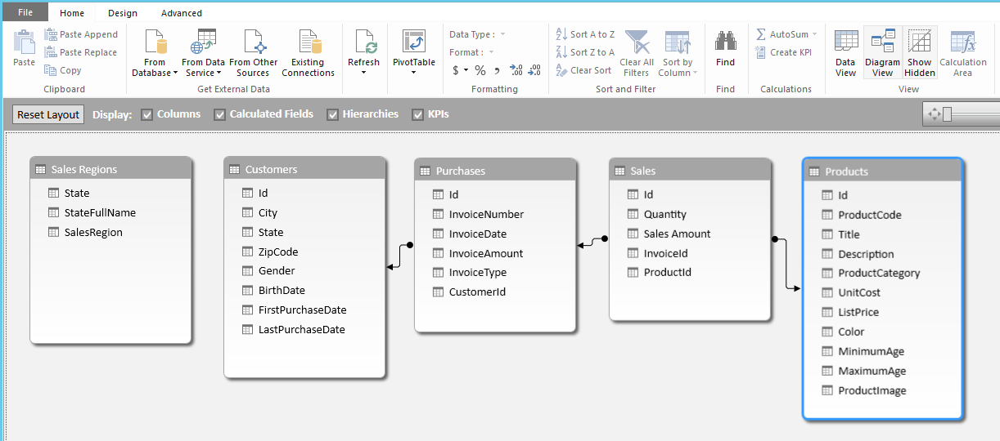 File Home Design Advanced
Paste
Paste Append
Paste Replace
Copy
Clipboard
From Database
From Data Service
From Other Sources
Existing Connections
Get External Data
Refresh
PivotTable
Data Type :
Format :
$ % , .00 .00
Formatting
Sort A to Z
Sort Z to A
Clear Sort
Clear All Filters
Sort by Column
Sort and Filter
Find
Find
AutoSum
Create KPI
Calculations
Data View
Diagram View
Show Hidden
Calculation Area
View
Reset Layout Display: Columns Calculated Fields Hierarchies KPIs
Sales Regions
State
StateFullName
SalesRegion
Customers
Id
City
State
ZipCode
Gender
BirthDate
FirstPurchaseDate
LastPurchaseDate
Purchases
Id
InvoiceNumber
InvoiceDate
InvoiceAmount
InvoiceType
CustomerId
Sales
Id
Quantity
Sales Amount
InvoiceId
ProductId
Products
Id
ProductCode
Title
Description
ProductCategory
UnitCost
ListPrice
Color
MinimumAge
MaximumAge
ProductImage